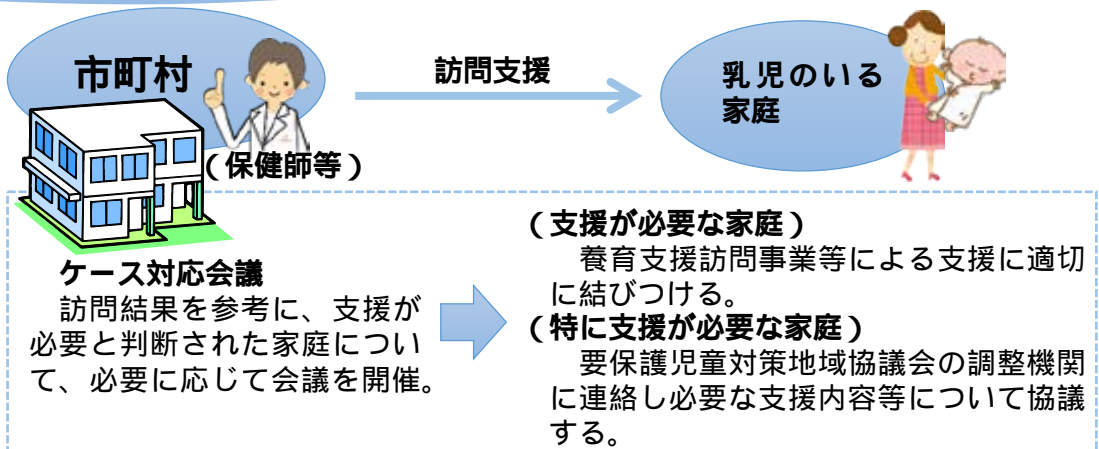 市町村
訪問支援
乳児のいる
家庭
(保健師等)
ケース対応会議
訪問結果を参考に、支援が
必要と判断された家庭につい
て、必要に応じて会議を開催。
(支援が必要な家庭)
養育支援訪問事業等による支援に適切
に結びつける。
(特に支援が必要な家庭)
要保護児童対策地域協議会の調整機関
に連絡し必要な支援内容等について協議
する。